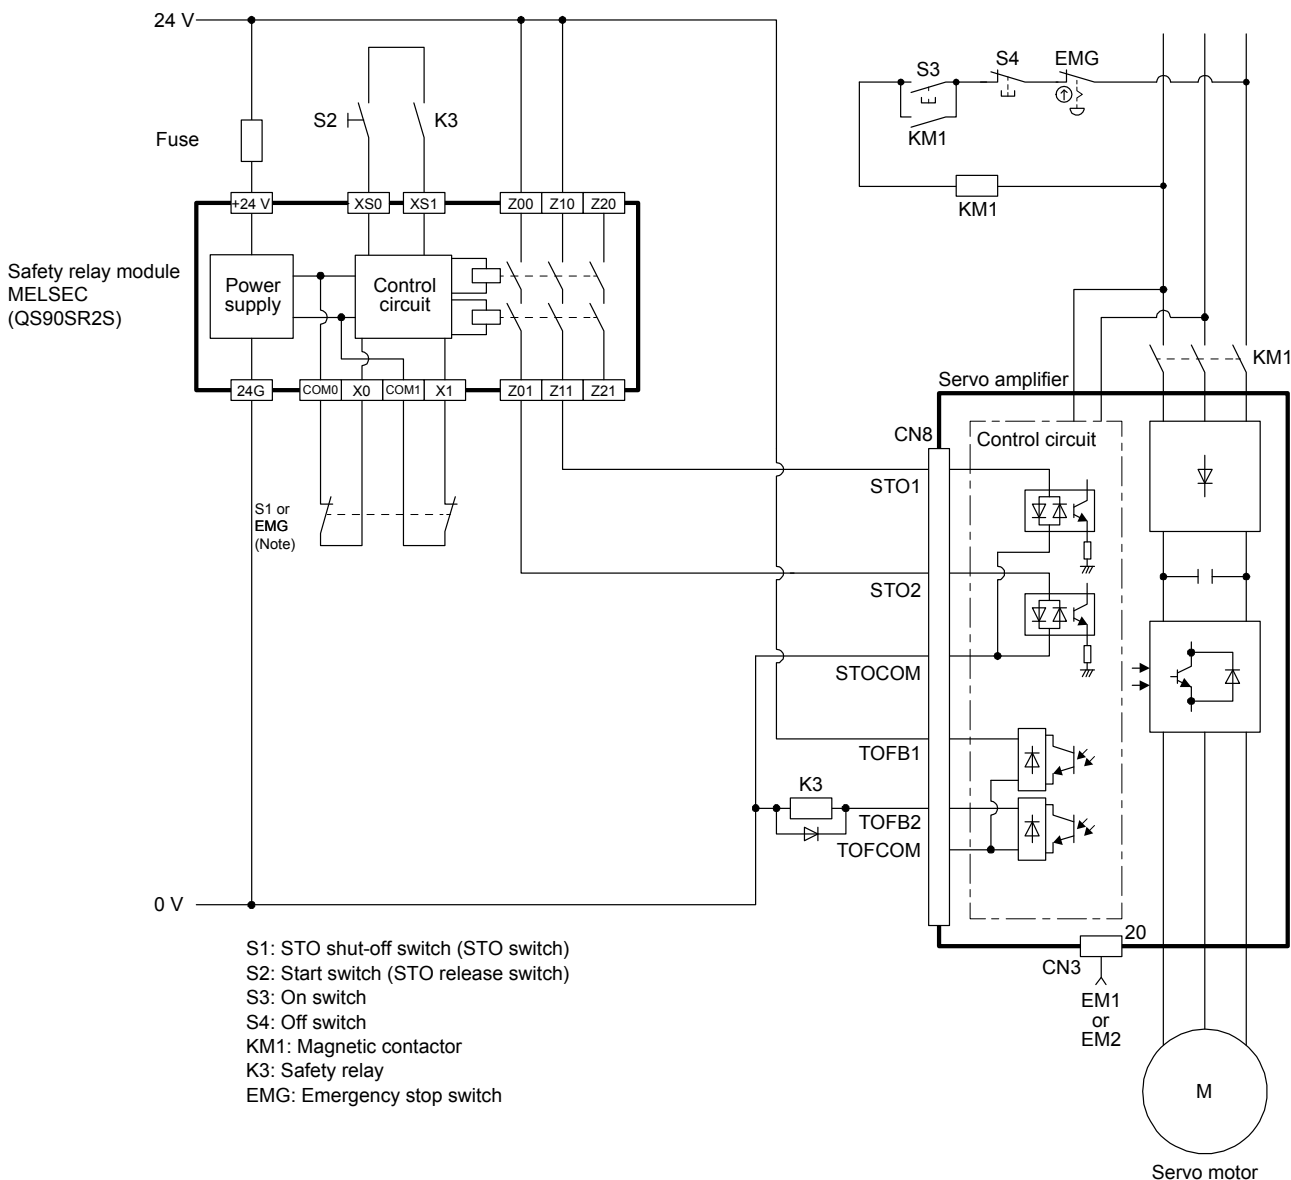 24 V
S3
S4
EMG
S2
K3
Fuse
KM1
KM1
+24 V
XS0
XS1
Z00
Z10
Z20
Safety relay module
MELSEC
(QS90SR2S)
Power
supply
Control
circuit
KM1
24G
COM0
X0
COM1
X1
Z01
Z11
Z21
Servo amplifier
CN8
Control circuit
STO1
S1 or
EMG
(Note)
STO2
STOCOM
TOFB1
K3
TOFB2
TOFCOM
0 V
20
CN3
EM1
or
EM2
S1: STO shut-off switch (STO switch)
S2: Start switch (STO release switch)
S3: On switch
S4: Off switch
KM1: Magnetic contactor
K3: Safety relay
EMG: Emergency stop switch
M
Servo motor